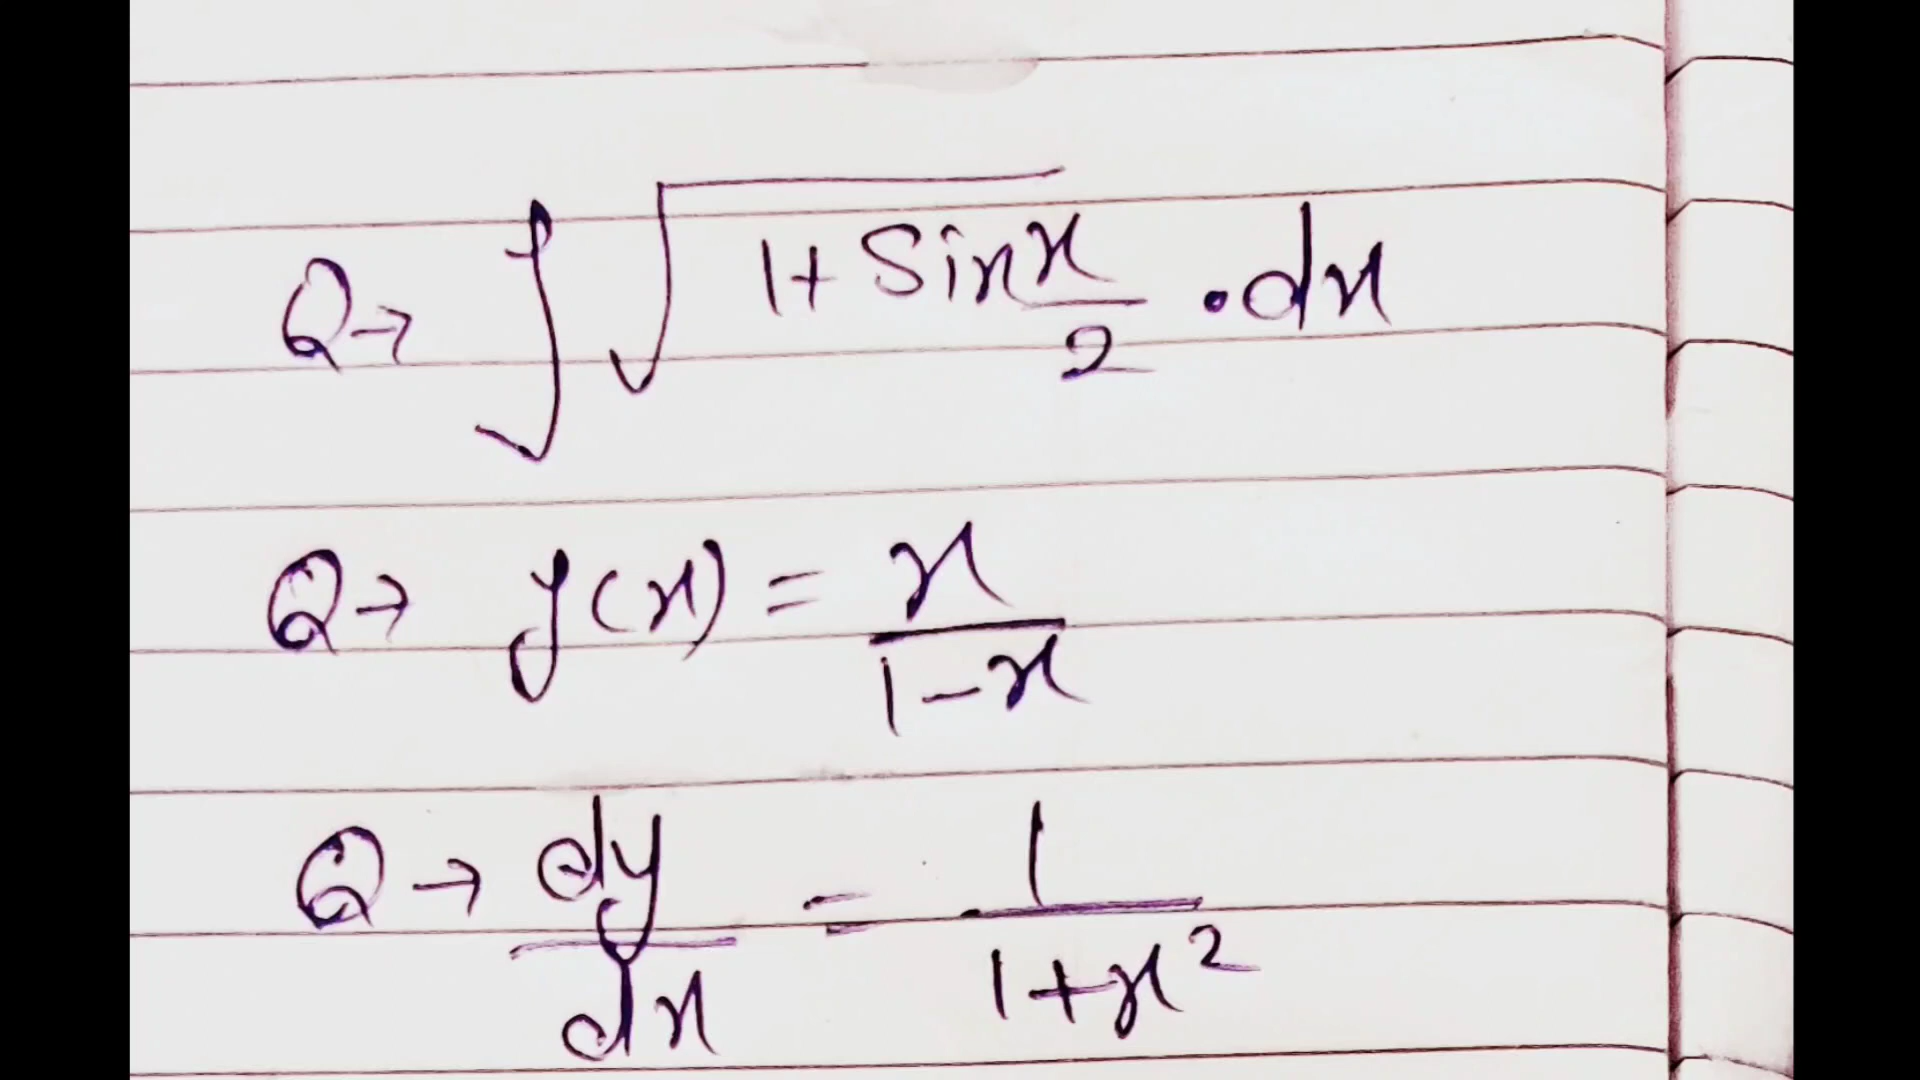 Q→ ∫√(1+ Sin x/2) · dx
Q→ f(x) = x/(1-x)
Q → dy/dx = 1/(1+x²)